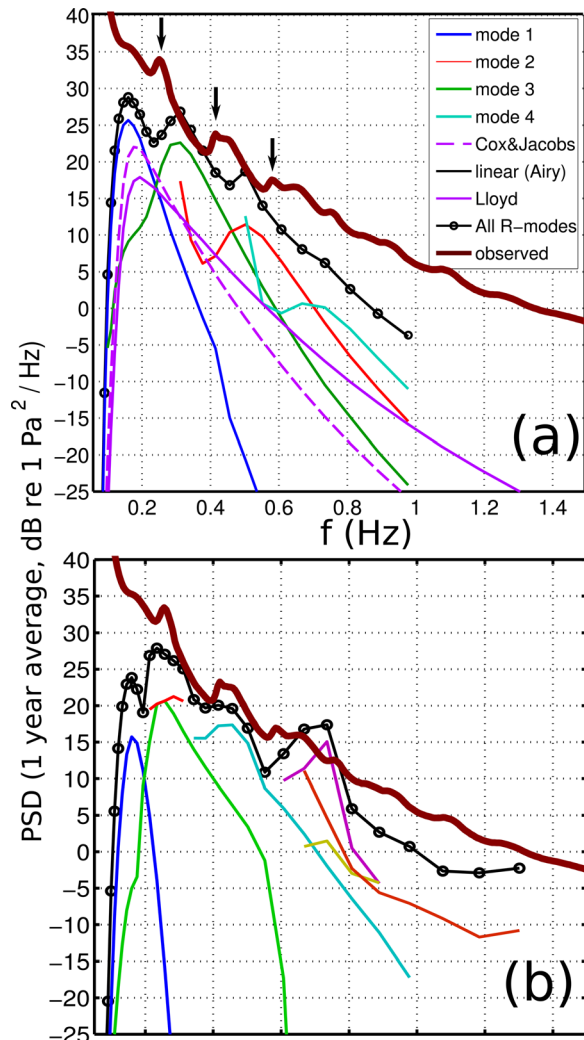 40
35
30
25
20
15
10
5
0
−5
−10
−15
−20
−25
mode 1
mode 2
mode 3
mode 4
Cox&Jacobs
linear (Airy)
Lloyd
All R−modes
observed
(a)
0.2 0.4 0.6 0.8 1 1.2 1.4
f (Hz)
PSD (1 year average, dB re 1 Pa² / Hz)
40
35
30
25
20
15
10
5
0
−5
−10
−15
−20
−25
(b)